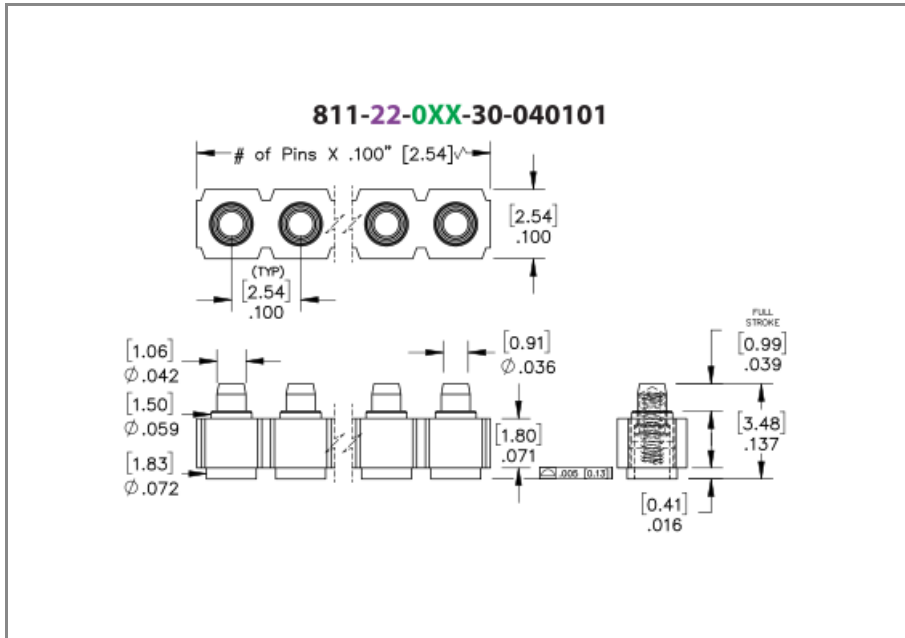 811-22-0XX-30-040101
# of Pins X .100" [2.54]
[2.54]
.100
(TYP)
[2.54]
.100
[1.06]
Ø.042
[1.50]
Ø.059
[1.83]
Ø.072
[0.91]
Ø.036
[1.80]
.071
.005 [0.13]
FULL
STROKE
[0.99]
.039
[3.48]
.137
[0.41]
.016